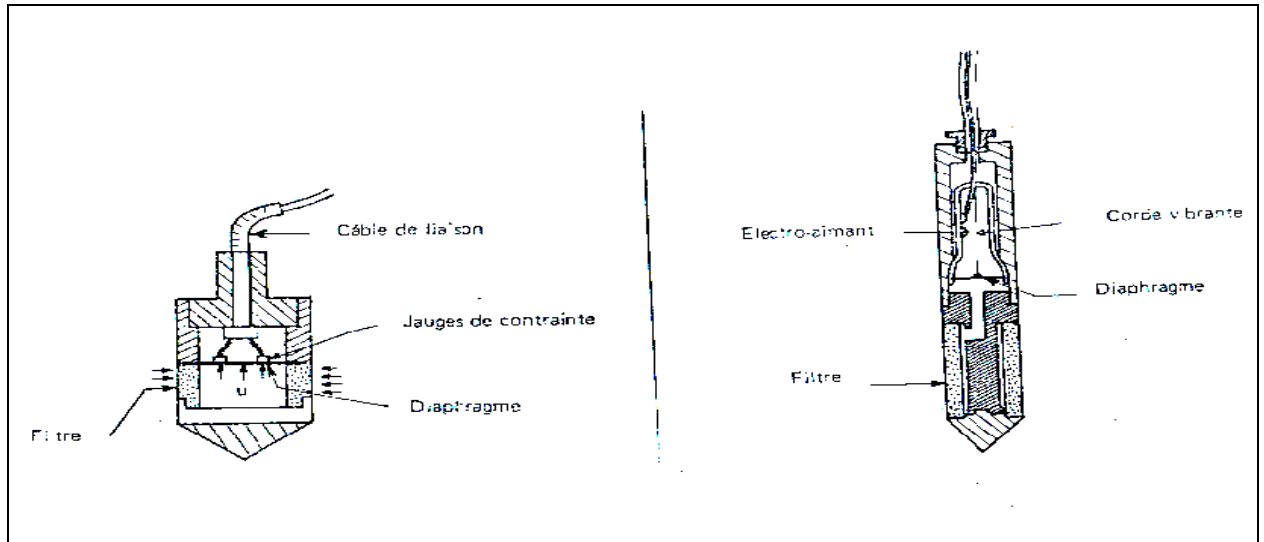 Câble de liaison
Jauges de contrainte
u
Diaphragme
Filtre
Electro-aimant
Corde vibrante
Diaphragme
Filtre